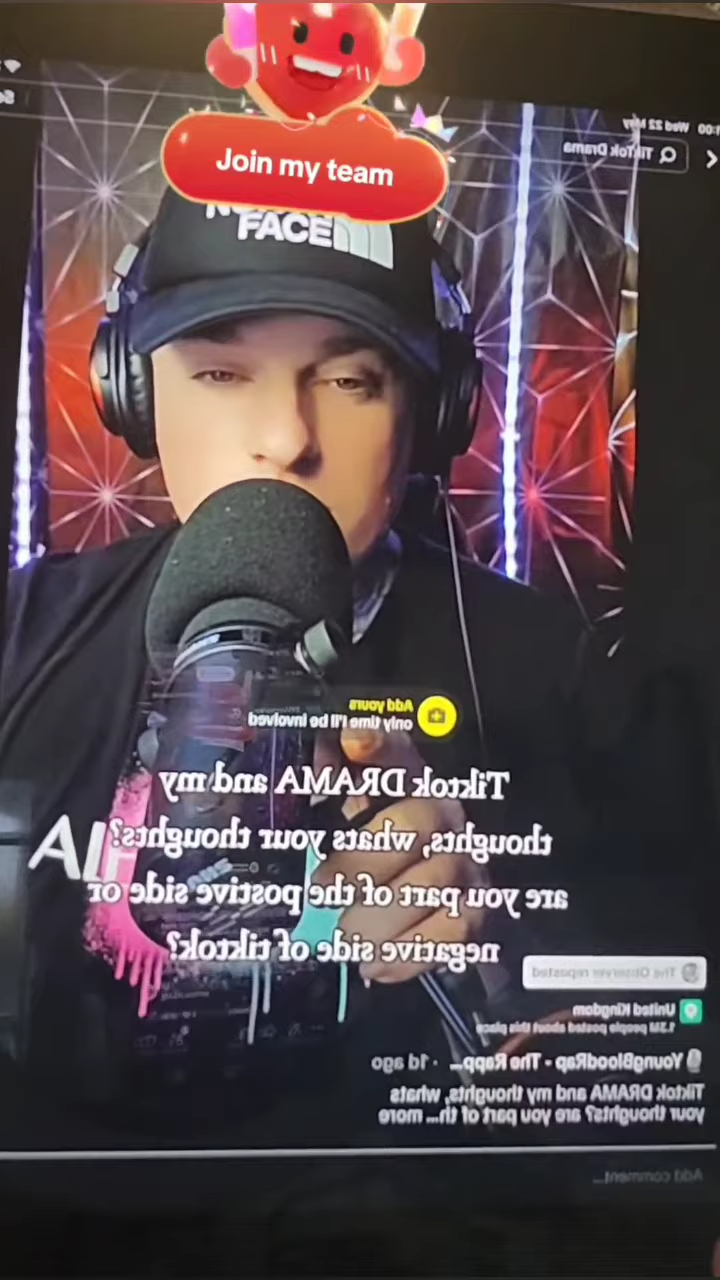 Join my team
NORTH
FACE
1:00 Wed 22 May
TikTok Drama
Add yours
only time I'll be involved
Tiktok DRAMA and my
thoughts, whats your thoughts?
are you part of the postive side or
negative side of tiktok?
The Observer reposted
United Kingdom
1.3M people posted about this place
YoungBloodRap - The Rapp... · 1d ago
Tiktok DRAMA and my thoughts, whats
your thoughts? are you part of th... more
Add comment...